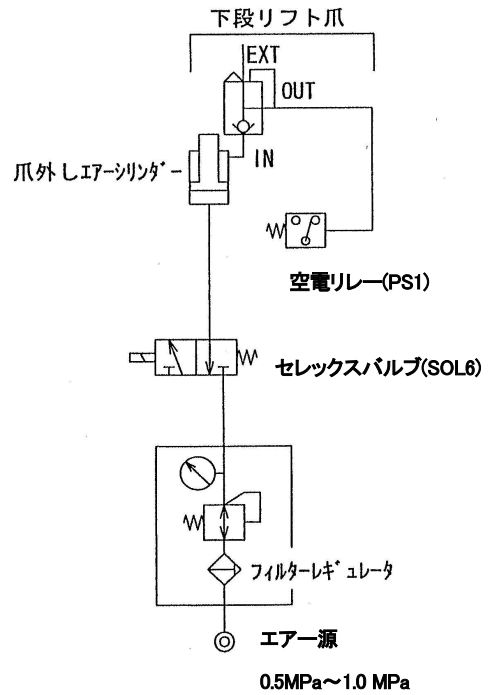 下段リフト爪
EXT
OUT
IN
爪外しエアーシリンダー
空電リレー(PS1)
セレックスバルブ(SOL6)
フィルターレギュレータ
エアー源
0.5MPa～1.0 MPa